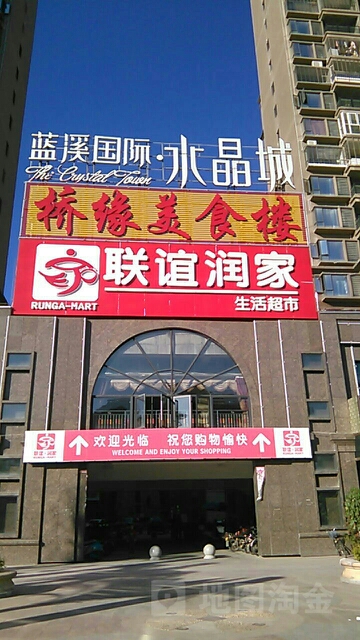 蓝溪国际·水晶城
The Crystal Town
桥缘美食楼
联谊润家
RUNGA-MART
生活超市
联谊·润家 欢迎光临 祝您购物愉快 联谊·润家
WELCOME AND ENJOY YOUR SHOPPING
地图淘金